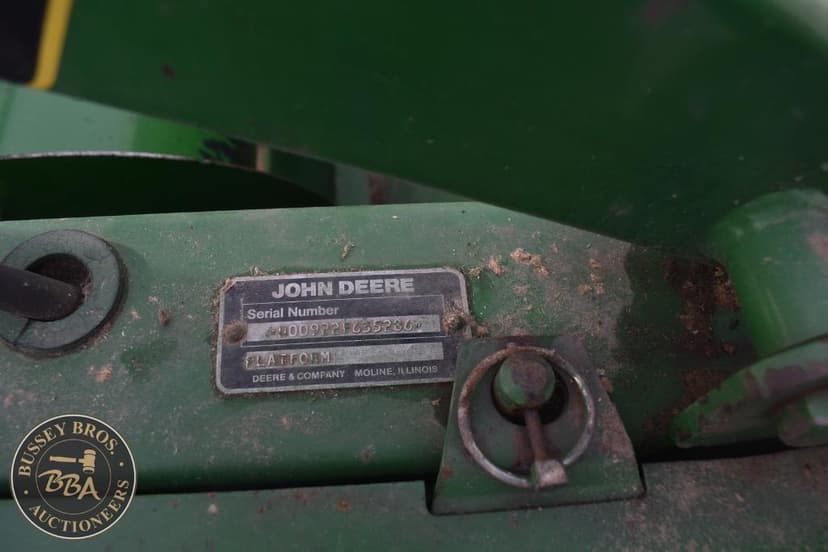 JOHN DEERE
Serial Number
PLATFORM
DEERE & COMPANY MOLINE, ILLINOIS
BUSSEY BROS.
BBA
AUCTIONEERS